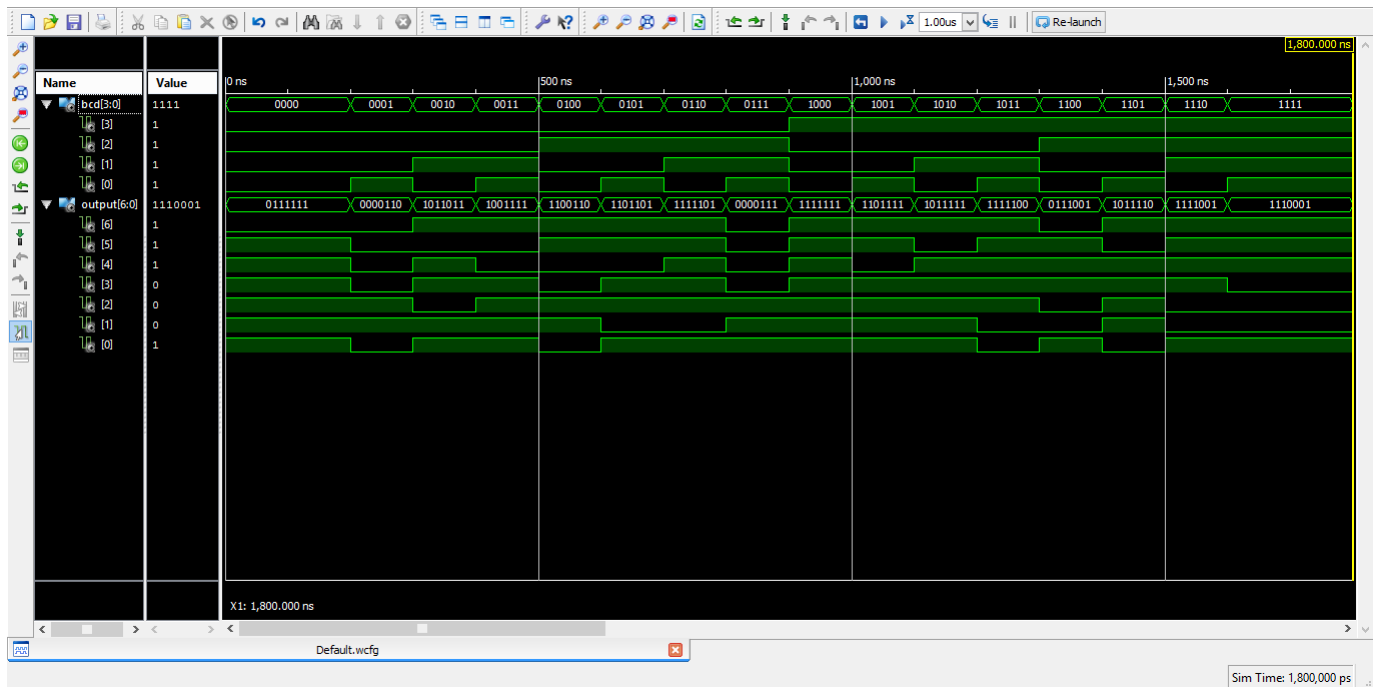 1.00us Re-launch
1,800.000 ns
Name Value 0 ns 500 ns 1,000 ns 1,500 ns
bcd[3:0] 1111 0000 0001 0010 0011 0100 0101 0110 0111 1000 1001 1010 1011 1100 1101 1110 1111
[3] 1
[2] 1
[1] 1
[0] 1
output[6:0] 1110001 0111111 0000110 1011011 1001111 1100110 1101101 1111101 0000111 1111111 1101111 1011111 1111100 0111001 1011110 1111001 1110001
[6] 1
[5] 1
[4] 1
[3] 0
[2] 0
[1] 0
[0] 1
X1: 1,800.000 ns
Default.wcfg
Sim Time: 1,800,000 ps